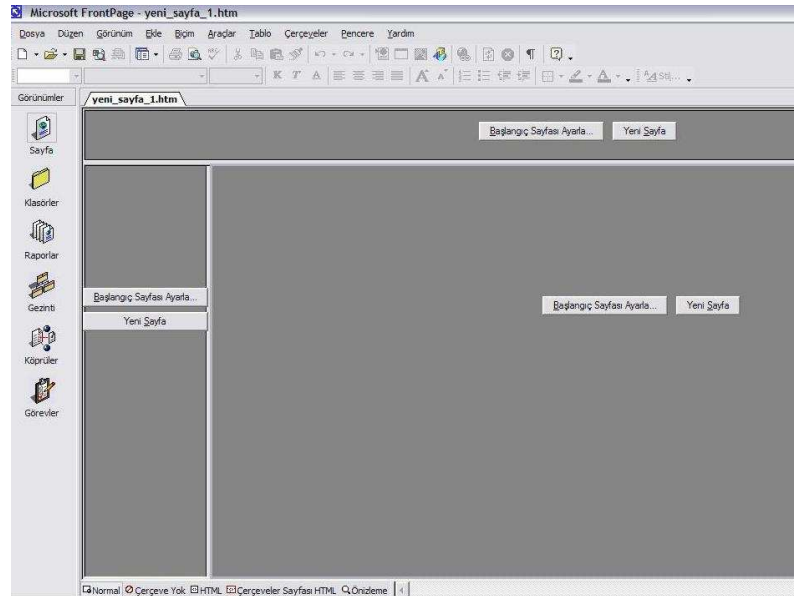 Microsoft FrontPage - yeni_sayfa_1.htm
Dosya Düzen Görünüm Ekle Biçim Araçlar Tablo Çerçeveler Pencere Yardım
K T A
Görünümler
yeni_sayfa_1.htm
Başlangıç Sayfası Ayarla... Yeni Sayfa
Sayfa
Klasörler
Raporlar
Gezinti
Köprüler
Görevler
Başlangıç Sayfası Ayarla...
Yeni Sayfa
Başlangıç Sayfası Ayarla... Yeni Sayfa
Normal Çerçeve Yok HTML Çerçeveler Sayfası HTML Önizleme